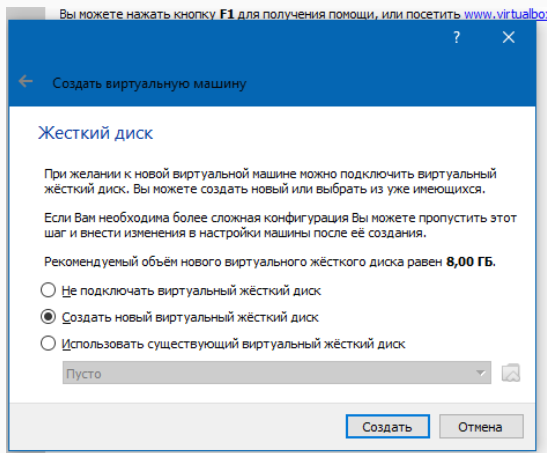 Вы можете нажать кнопку F1 для получения помощи, или посетить www.virtualbo
?
Создать виртуальную машину
Жесткий диск
При желании к новой виртуальной машине можно подключить виртуальный
жёсткий диск. Вы можете создать новый или выбрать из уже имеющихся.
Если Вам необходима более сложная конфигурация Вы можете пропустить этот
шаг и внести изменения в настройки машины после её создания.
Рекомендуемый объём нового виртуального жёсткого диска равен 8,00 ГБ.
Не подключать виртуальный жёсткий диск
Создать новый виртуальный жёсткий диск
Использовать существующий виртуальный жёсткий диск
Пусто
Создать Отмена